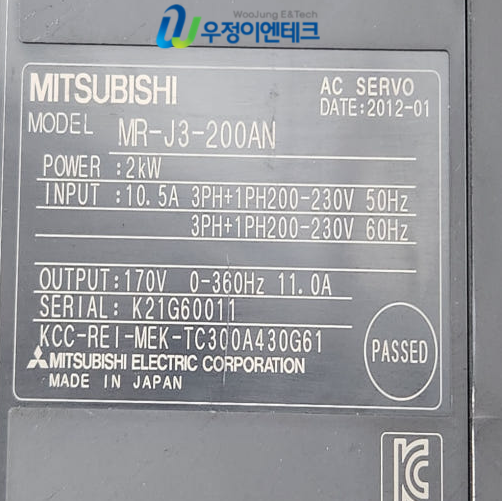 WooJung E&Tech
우정이엔테크
MITSUBISHI
AC SERVO
DATE:2012-01
MODEL MR-J3-200AN
POWER :2kW
INPUT :10.5A 3PH+1PH200-230V 50Hz
3PH+1PH200-230V 60Hz
OUTPUT:170V 0-360Hz 11.0A
SERIAL: K21G60011
KCC-REI-MEK-TC300A430G61
PASSED
MITSUBISHI ELECTRIC CORPORATION
MADE IN JAPAN